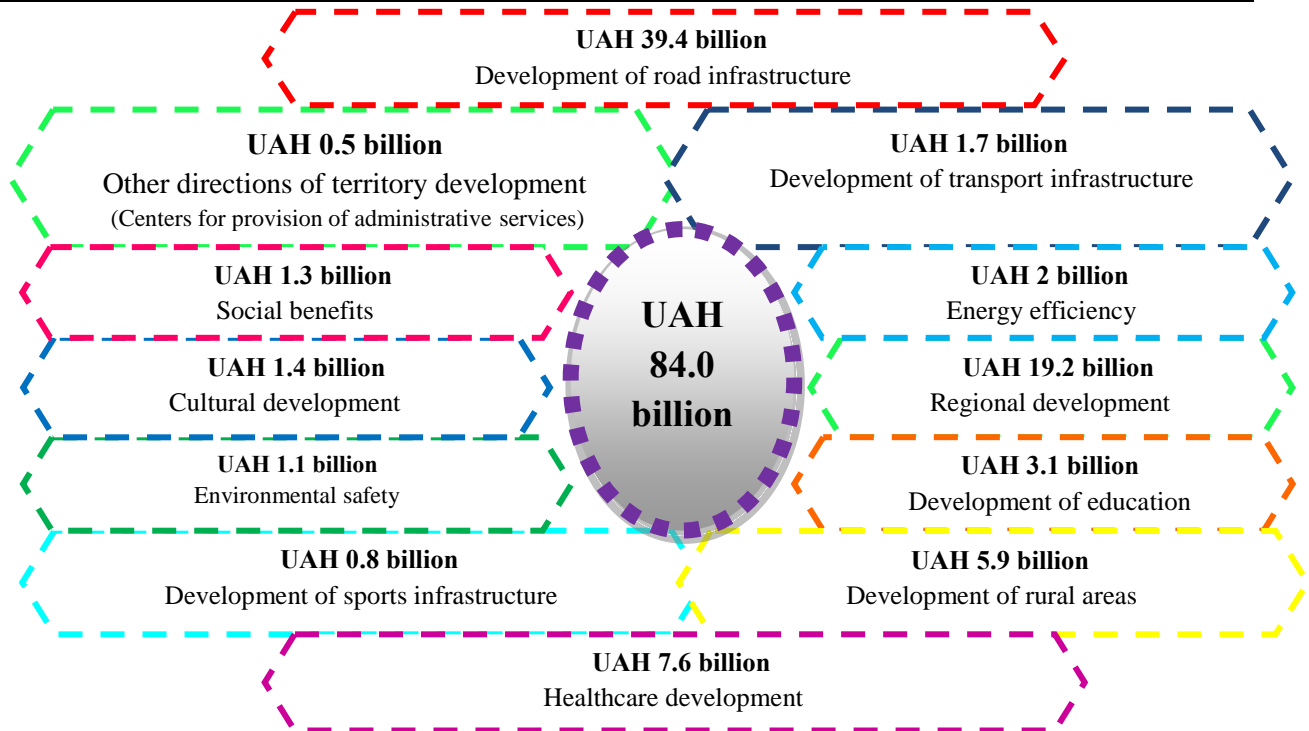 UAH 39.4 billion
Development of road infrastructure
UAH 0.5 billion
Other directions of territory development
(Centers for provision of administrative services)
UAH 1.7 billion
Development of transport infrastructure
UAH 1.3 billion
Social benefits
UAH 2 billion
Energy efficiency
UAH
84.0
billion
UAH 1.4 billion
Cultural development
UAH 19.2 billion
Regional development
UAH 1.1 billion
Environmental safety
UAH 3.1 billion
Development of education
UAH 0.8 billion
Development of sports infrastructure
UAH 5.9 billion
Development of rural areas
UAH 7.6 billion
Healthcare development